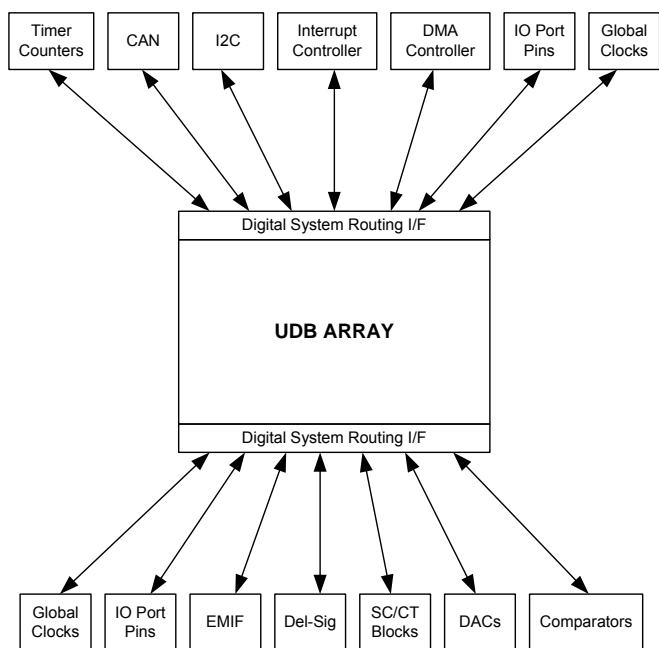 Timer
Counters
CAN
I2C
Interrupt
Controller
DMA
Controller
IO Port
Pins
Global
Clocks
Digital System Routing I/F
UDB ARRAY
Digital System Routing I/F
Global
Clocks
IO Port
Pins
EMIF
Del-Sig
SC/CT
Blocks
DACs
Comparators